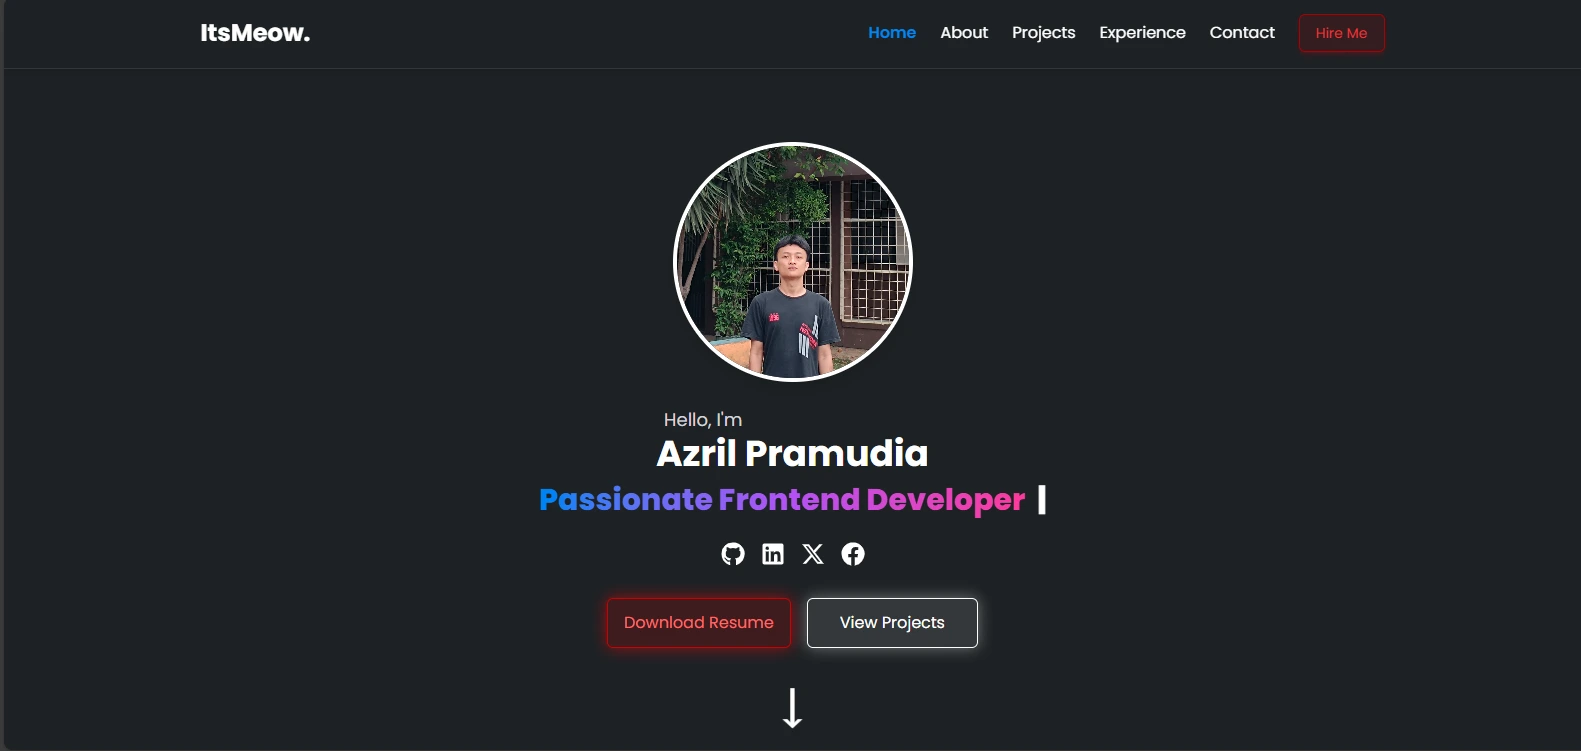 ItsMeow.
Home About Projects Experience Contact Hire Me
Hello, I'm
Azril Pramudia
Passionate Frontend Developer
Download Resume View Projects